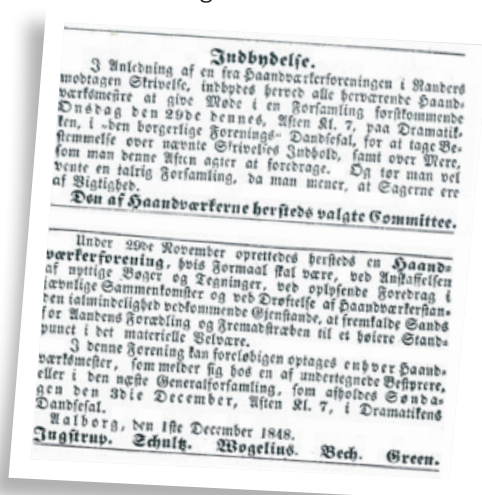 Indbydelse.
I Anledning af en fra Haandværkerforeningen i Randers
modtagen Skrivelse, indbydes herved alle herværende Haand-
værksmestre at give Møde i en Forsamling førstkommende
Onsdag den 29de dennes, Aften Kl. 7, paa Dramatik-
ken, i „den borgerlige Forenings“ Dandsesal, for at tage Be-
stemmelse over nævnte Skrivelses Indhold, samt over Mere,
som man denne Aften agter at foredrage. Og tør man vel
vente en talrig Forsamling, da man mener, at Sagerne ere
af Vigtighed.
Den af Haandværkerne hersteds valgte Committee.
Under 29de November oprettedes hersteds en Haand-
værkerforening, hvis Formaal skal være, ved Anskaffelsen
af nyttige Bøger og Tegninger, ved oplysende Foredrag i
jævnlige Sammenkomster og ved Drøftelse af Haandværkerstan-
den ialmindelighed vedkommende Gjenstande, at fremkalde Sands
for Aandens Forædling og Fremadstræben til et høiere Stand-
punct i det materielle Velvære.
I denne Forening kan foreløbigen optages enhver Haand-
værksmester, som melder sig hos en af undertegnede Bestyrere,
eller i den næste Generalforsamling, som afholdes Sønda-
gen den 3die December, Aften Kl. 7, i Dramatikens
Dandsesal.
Aalborg, den 1ste December 1848.
Jugstrup. Schultz. Wogelius. Bech. Green.